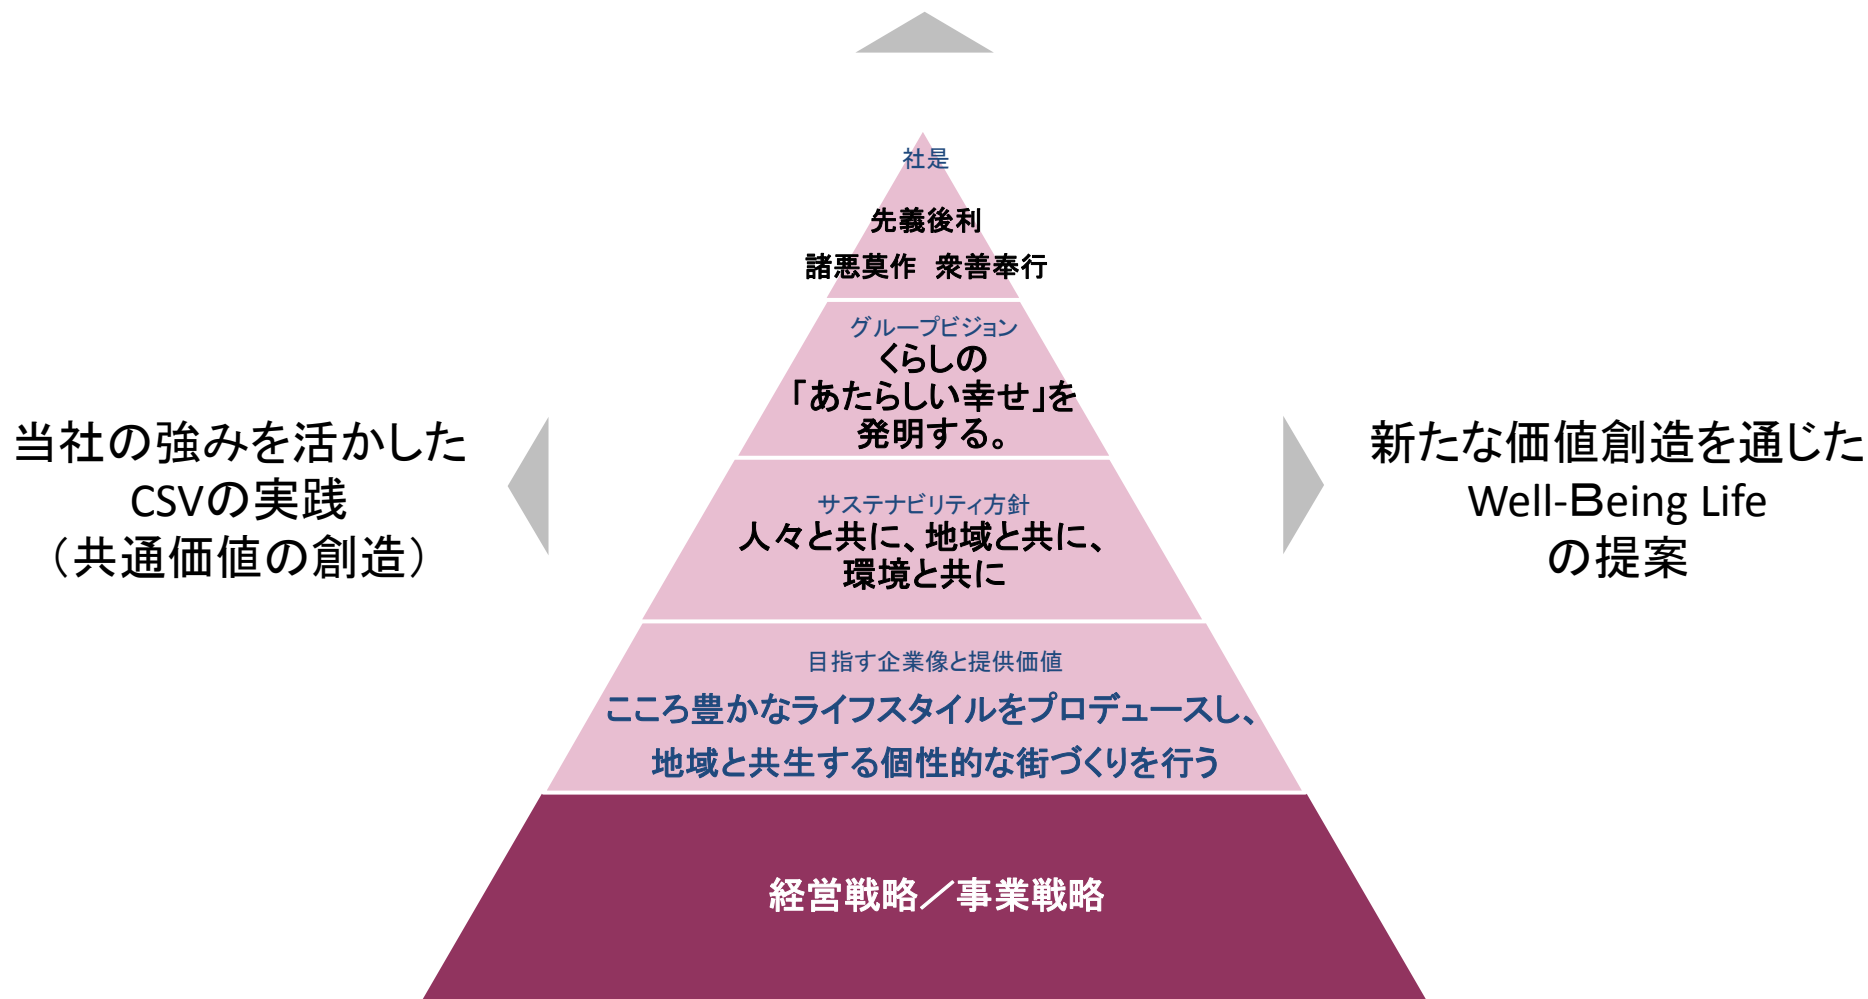 社是
先義後利
諸悪莫作　衆善奉行
グループビジョン
くらしの
「あたらしい幸せ」を
発明する。
サステナビリティ方針
人々と共に、地域と共に、
環境と共に
目指す企業像と提供価値
こころ豊かなライフスタイルをプロデュースし、
地域と共生する個性的な街づくりを行う
経営戦略／事業戦略
当社の強みを活かした
CSVの実践
（共通価値の創造）
新たな価値創造を通じた
Well-Being Life
の提案